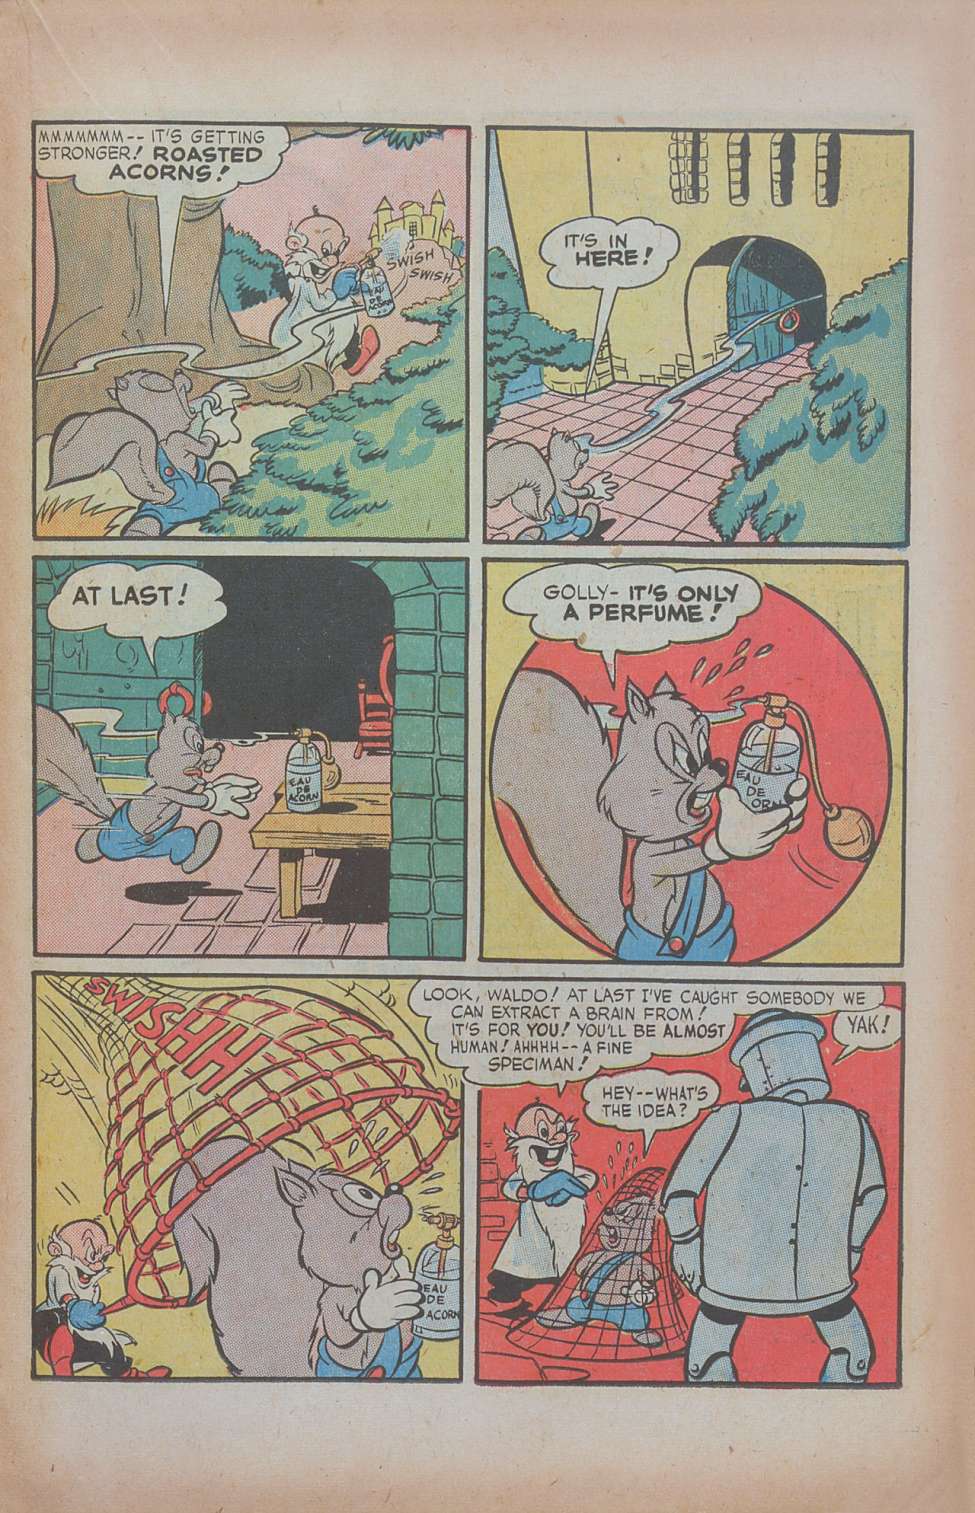 MMMMMMM-- IT'S GETTING
STRONGER! ROASTED
ACORNS!
SWISH
SWISH
EAU
DE
ACORN
IT'S IN
HERE!
AT LAST!
EAU
DE
ACORN
GOLLY- IT'S ONLY
A PERFUME!
EAU
DE
ORN
SWISHH
EAU
DE
ACORN
LOOK, WALDO! AT LAST I'VE CAUGHT SOMEBODY WE
CAN EXTRACT A BRAIN FROM!
IT'S FOR YOU! YOU'LL BE ALMOST
HUMAN! AHHHH-- A FINE
SPECIMAN!
YAK!
HEY--WHAT'S
THE IDEA?